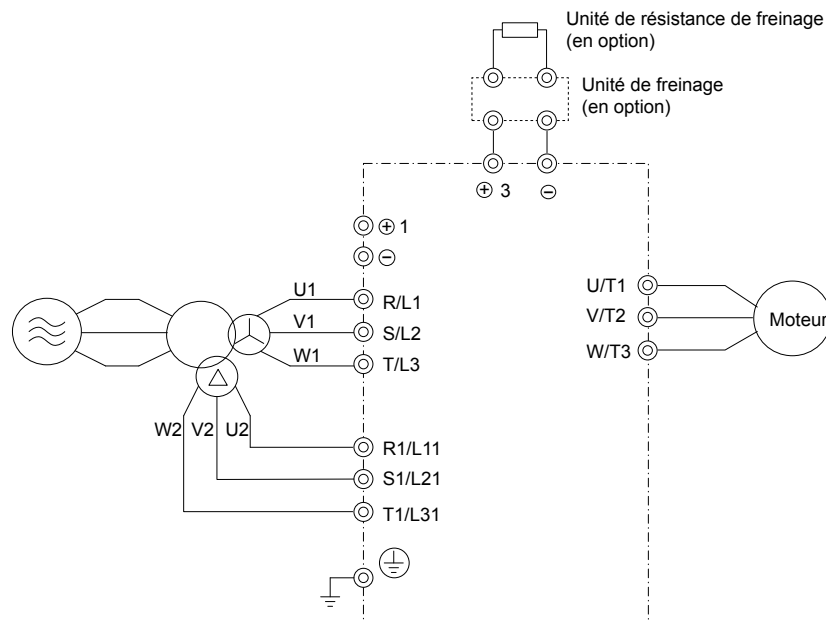 Unité de résistance de freinage
(en option)
Unité de freinage
(en option)
⊕ 3
⊖
⊕ 1
⊖
U1
R/L1
V1
S/L2
W1
T/L3
U/T1
V/T2
W/T3
Moteur
W2
V2
U2
R1/L11
S1/L21
T1/L31